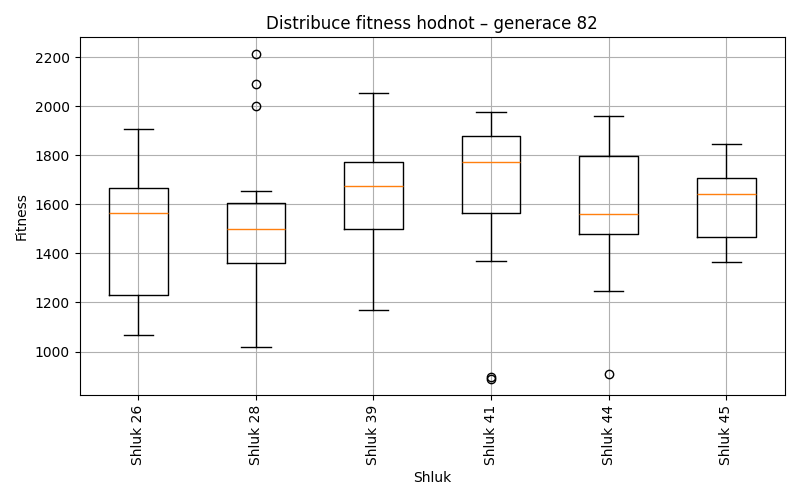 Distribuce fitness hodnot – generace 82
Fitness
2200
2000
1800
1600
1400
1200
1000
Shluk 26
Shluk 28
Shluk 39
Shluk 41
Shluk 44
Shluk 45
Shluk